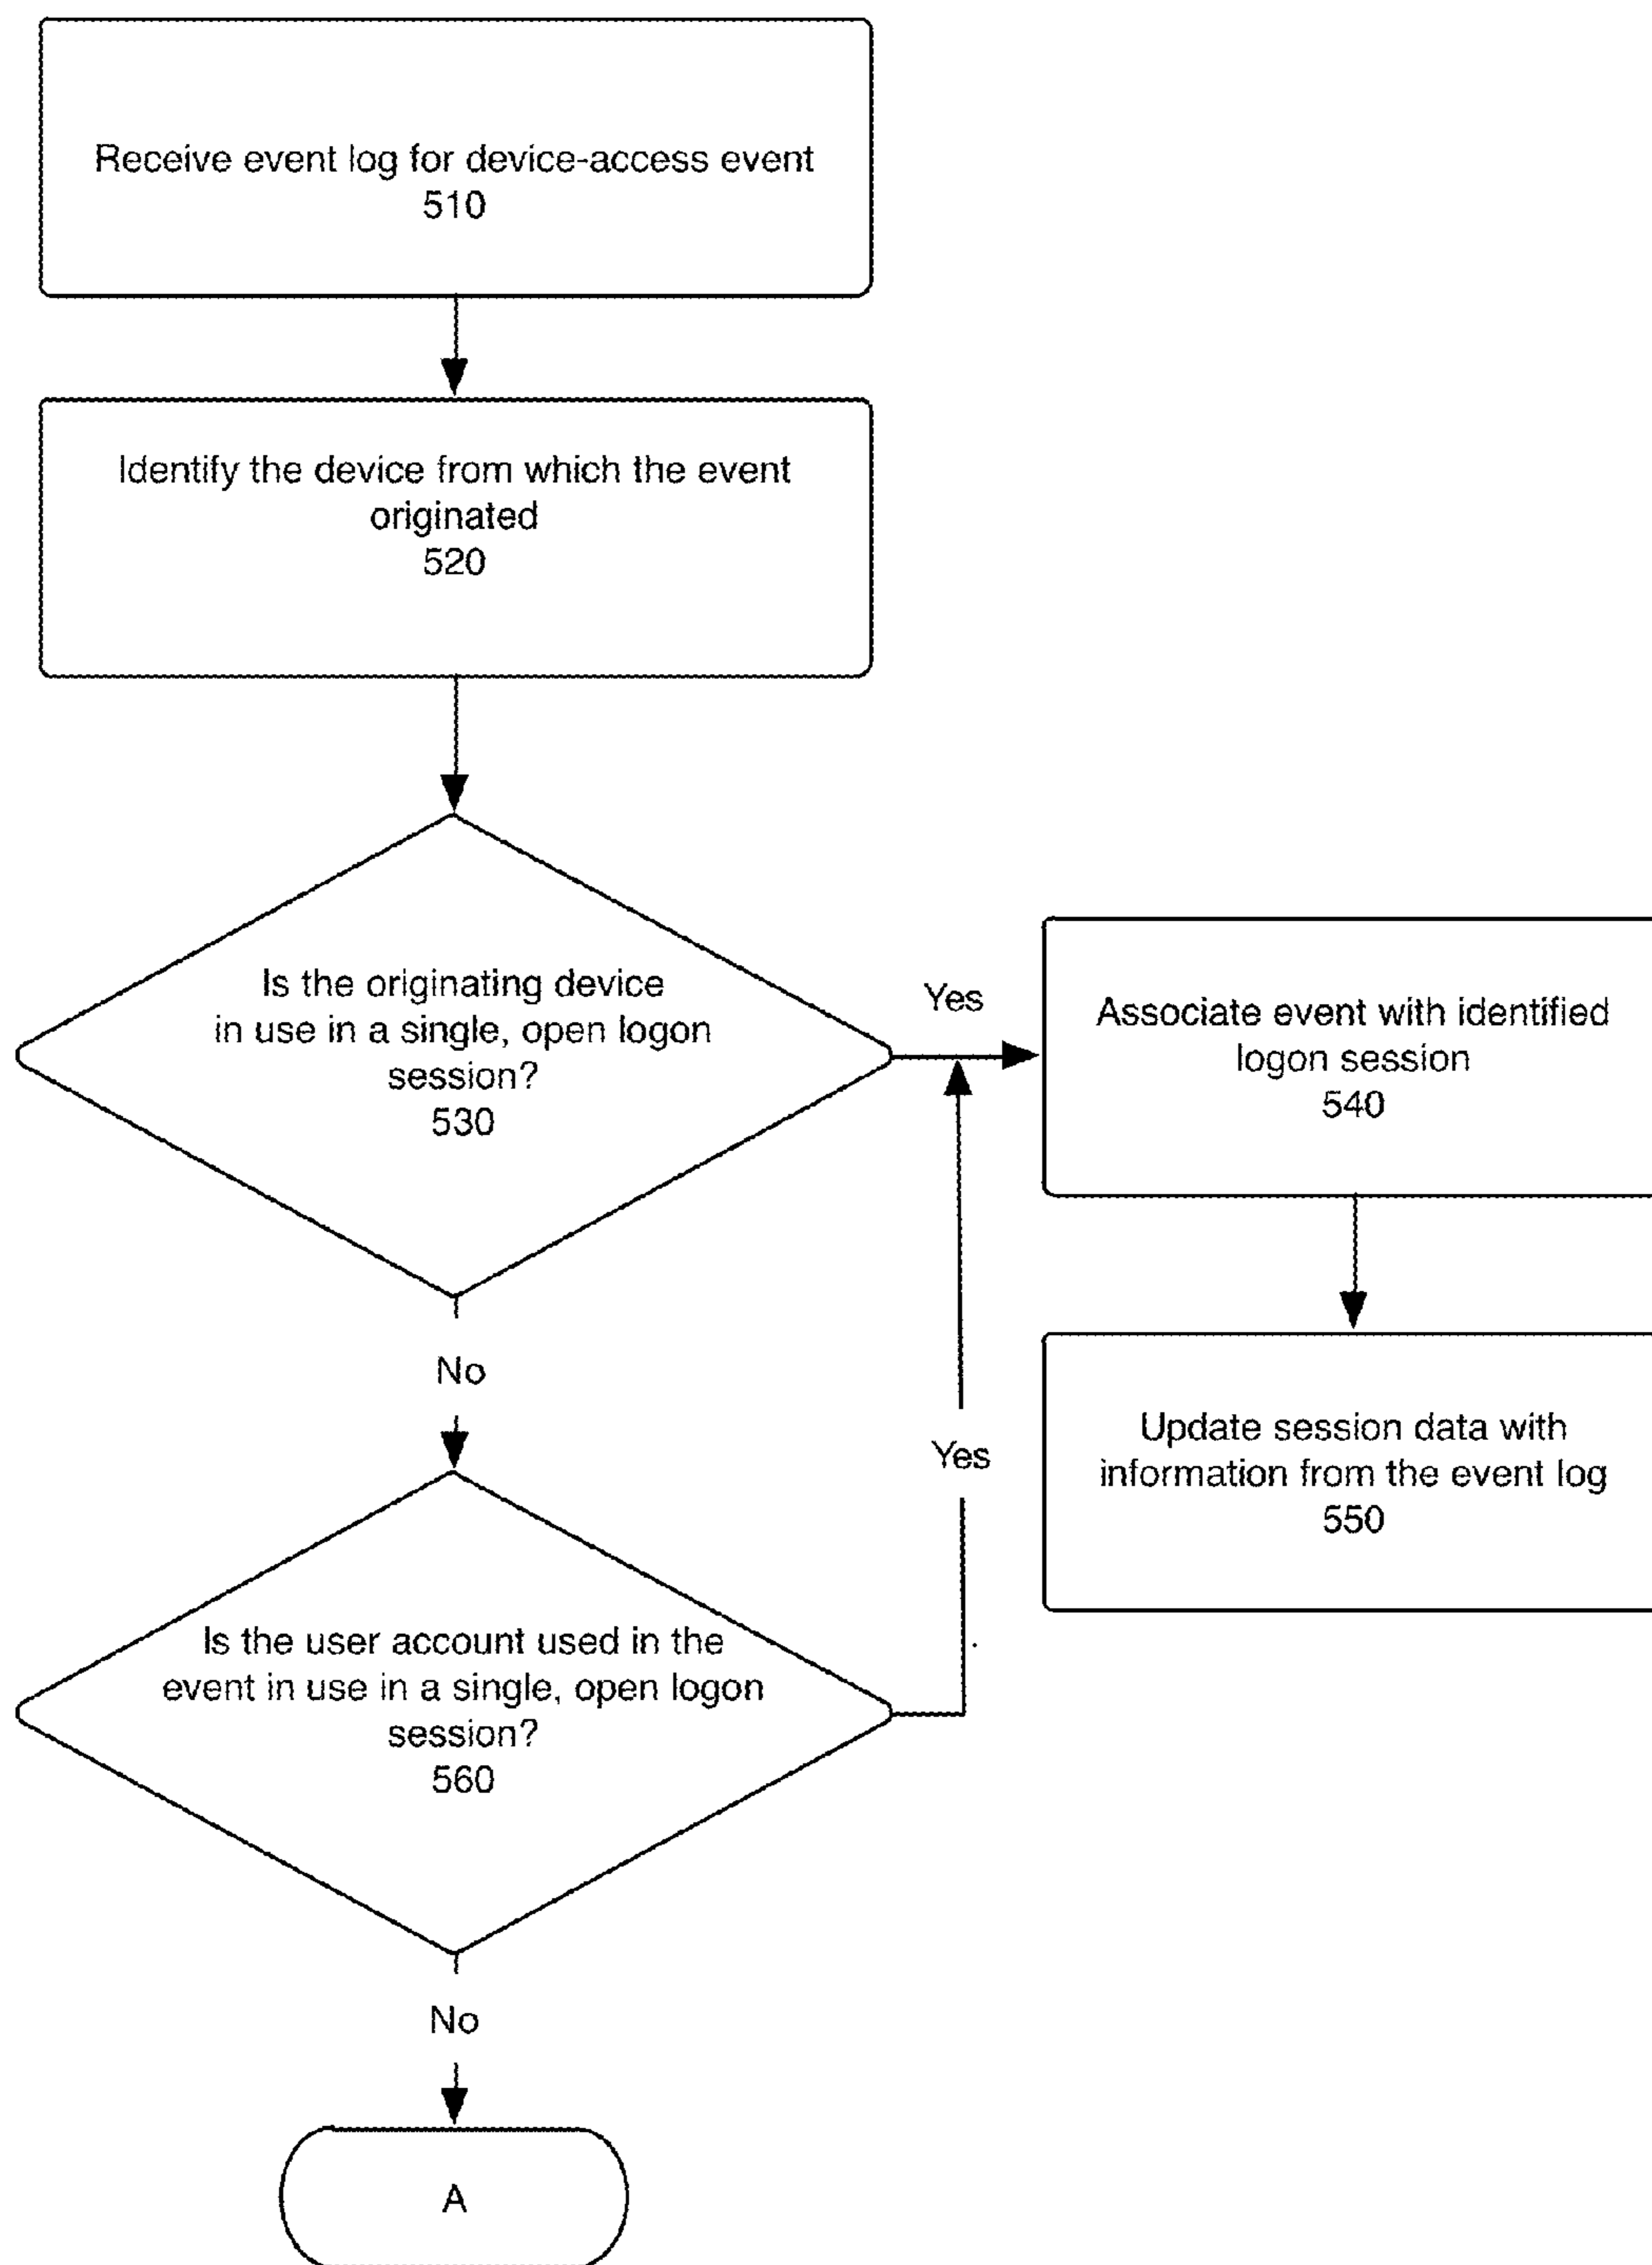 Receive event log for device-access event
510
Identify the device from which the event
originated
520
Is the originating device
in use in a single, open logon
session?
530
Yes
Associate event with identified
logon session
540
No
Yes
Update session data with
information from the event log
550
Is the user account used in the
event in use in a single, open logon
session?
560
No
A